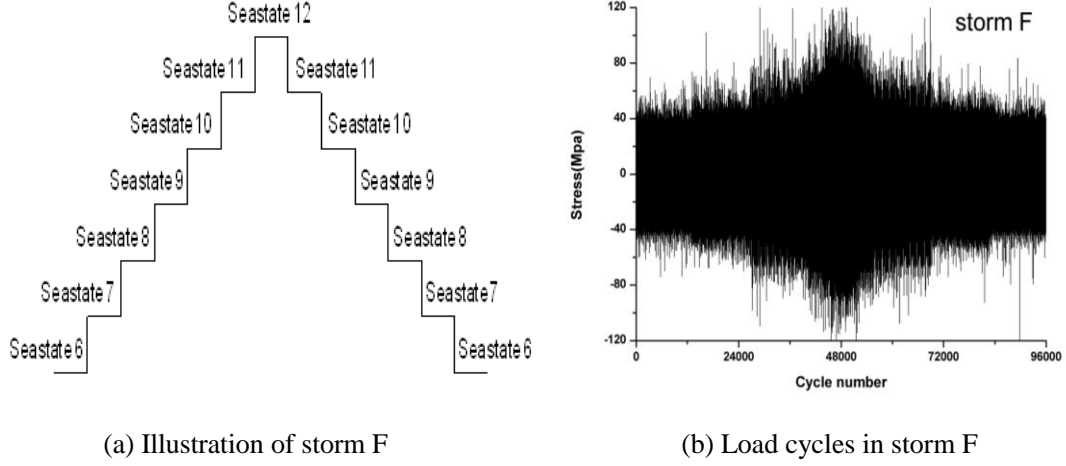 Seastate 12
Seastate 11
Seastate 11
Seastate 10
Seastate 10
Seastate 9
Seastate 9
Seastate 8
Seastate 8
Seastate 7
Seastate 7
Seastate 6
Seastate 6
(a) Illustration of storm F
storm F
Stress(Mpa)
120
80
40
0
-40
-80
-120
0
24000
48000
72000
96000
Cycle number
(b) Load cycles in storm F